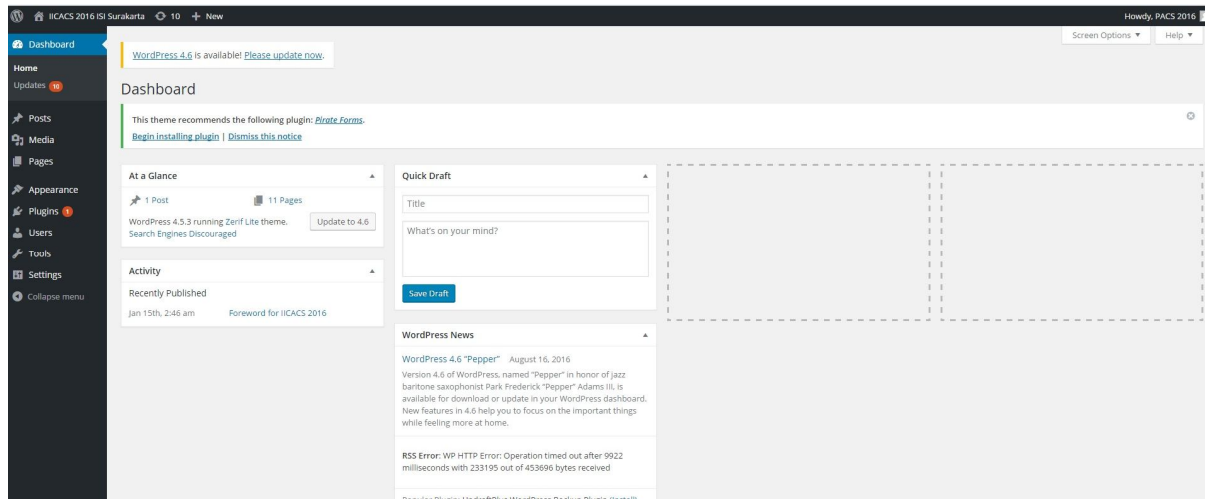 IICACS 2016 ISI Surakarta 10 New
Howdy, PACS 2016
Screen Options Help
Dashboard
Home
Updates 10
Posts
Media
Pages
Appearance
Plugins 1
Users
Tools
Settings
Collapse menu
WordPress 4.6 is available! Please update now.
Dashboard
This theme recommends the following plugin: Pirate Forms.
Begin installing plugin | Dismiss this notice
At a Glance
1 Post 11 Pages
WordPress 4.5.3 running Zerif Lite theme. Update to 4.6
Search Engines Discouraged
Activity
Recently Published
Jan 15th, 2:46 am Foreword for IICACS 2016
Quick Draft
Title
What's on your mind?
Save Draft
WordPress News
WordPress 4.6 "Pepper" August 16, 2016
Version 4.6 of WordPress, named "Pepper" in honor of jazz
baritone saxophonist Park Frederick "Pepper" Adams III, is
available for download or update in your WordPress dashboard.
New features in 4.6 help you to focus on the important things
while feeling more at home.
RSS Error: WP HTTP Error: Operation timed out after 9922
milliseconds with 233195 out of 453696 bytes received
Popular Plugin: UpdraftPlus WordPress Backup Plugin (Install)